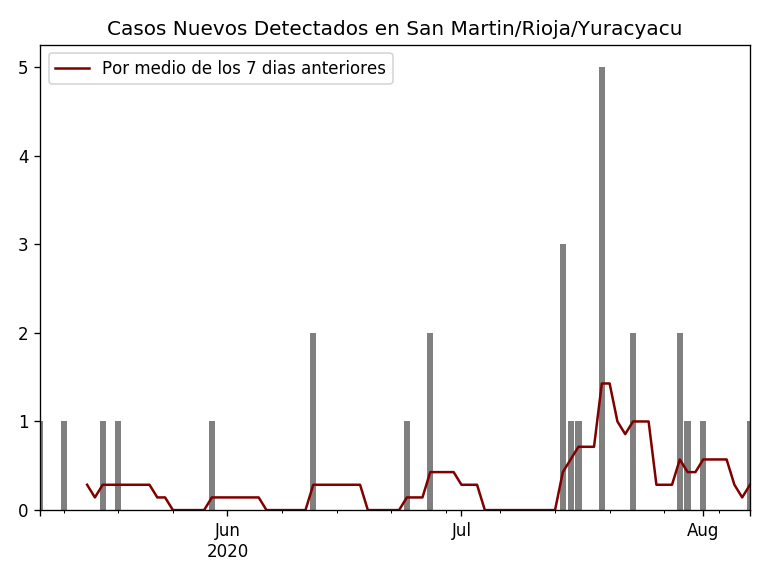 Casos Nuevos Detectados en San Martin/Rioja/Yuracyacu
Por medio de los 7 dias anteriores
5
4
3
2
1
0
Jun
2020
Jul
Aug